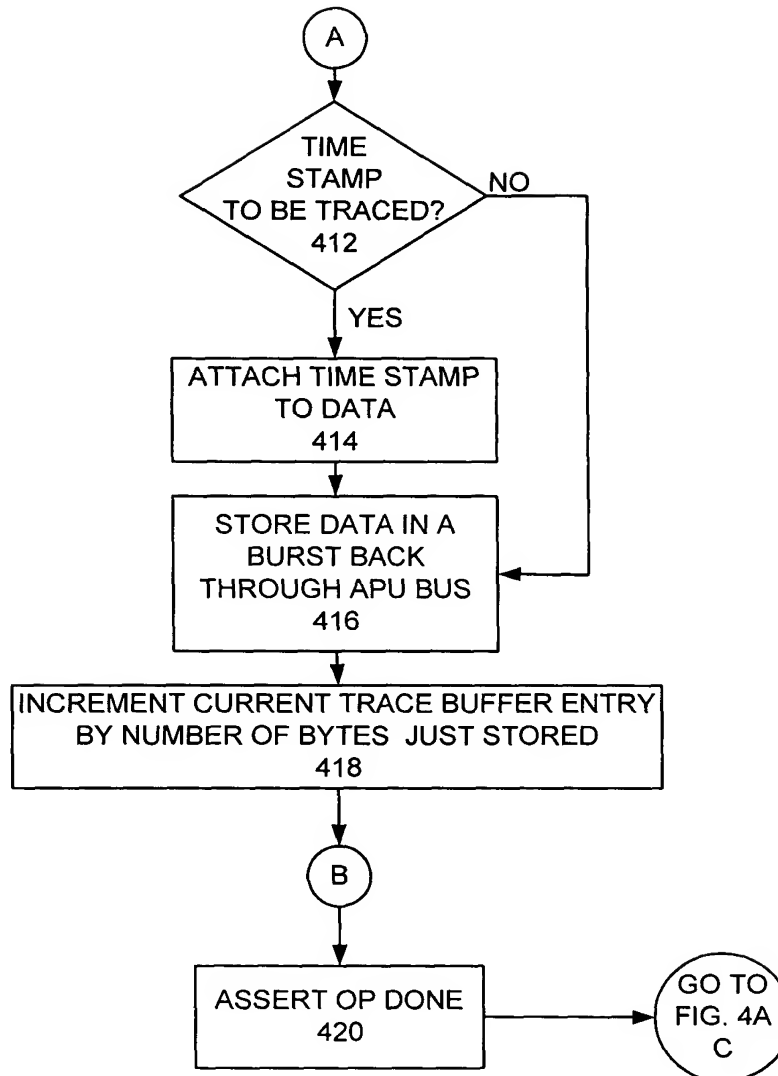 A
TIME
STAMP
TO BE TRACED?
412
NO
YES
ATTACH TIME STAMP
TO DATA
414
STORE DATA IN A
BURST BACK
THROUGH APU BUS
416
INCREMENT CURRENT TRACE BUFFER ENTRY
BY NUMBER OF BYTES JUST STORED
418
B
ASSERT OP DONE
420
GO TO
FIG. 4A
C